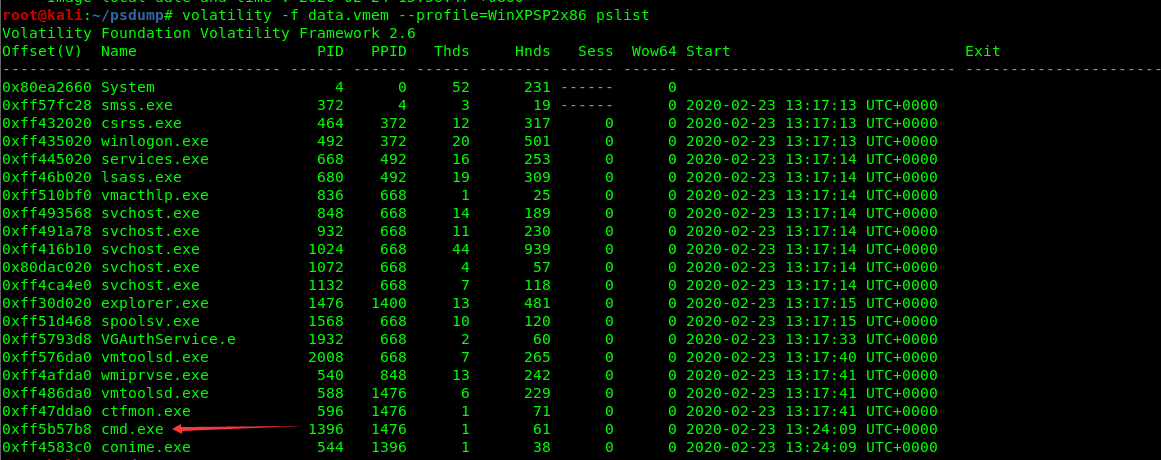 root@kali:~/psdump# volatility -f data.vmem --profile=WinXPSP2x86 pslist
Volatility Foundation Volatility Framework 2.6
Offset(V)  Name                    PID   PPID   Thds     Hnds   Sess  Wow64 Start                          Exit
---------- -------------------- ------ ------ ------ -------- ------ ------ ------------------------------ ---------------------
0x80ea2660 System                    4      0     52      231 ------      0
0xff57fc28 smss.exe                372      4      3       19 ------      0 2020-02-23 13:17:13 UTC+0000
0xff432020 csrss.exe               464    372     12      317      0      0 2020-02-23 13:17:13 UTC+0000
0xff435020 winlogon.exe            492    372     20      501      0      0 2020-02-23 13:17:13 UTC+0000
0xff445020 services.exe            668    492     16      253      0      0 2020-02-23 13:17:14 UTC+0000
0xff46b020 lsass.exe               680    492     19      309      0      0 2020-02-23 13:17:14 UTC+0000
0xff510bf0 vmacthlp.exe            836    668      1       25      0      0 2020-02-23 13:17:14 UTC+0000
0xff493568 svchost.exe             848    668     14      189      0      0 2020-02-23 13:17:14 UTC+0000
0xff491a78 svchost.exe             932    668     11      230      0      0 2020-02-23 13:17:14 UTC+0000
0xff416b10 svchost.exe            1024    668     44      939      0      0 2020-02-23 13:17:14 UTC+0000
0x80dac020 svchost.exe            1072    668      4       57      0      0 2020-02-23 13:17:14 UTC+0000
0xff4ca4e0 svchost.exe            1132    668      7      118      0      0 2020-02-23 13:17:14 UTC+0000
0xff30d020 explorer.exe           1476   1400     13      481      0      0 2020-02-23 13:17:15 UTC+0000
0xff51d468 spoolsv.exe            1568    668     10      120      0      0 2020-02-23 13:17:15 UTC+0000
0xff5793d8 VGAuthService.e        1932    668      2       60      0      0 2020-02-23 13:17:33 UTC+0000
0xff576da0 vmtoolsd.exe           2008    668      7      265      0      0 2020-02-23 13:17:40 UTC+0000
0xff4afda0 wmiprvse.exe            540    848     13      242      0      0 2020-02-23 13:17:41 UTC+0000
0xff486da0 vmtoolsd.exe            588   1476      6      229      0      0 2020-02-23 13:17:41 UTC+0000
0xff47dda0 ctfmon.exe              596   1476      1       71      0      0 2020-02-23 13:17:41 UTC+0000
0xff5b57b8 cmd.exe                1396   1476      1       61      0      0 2020-02-23 13:24:09 UTC+0000
0xff4583c0 conime.exe              544   1396      1       38      0      0 2020-02-23 13:24:09 UTC+0000